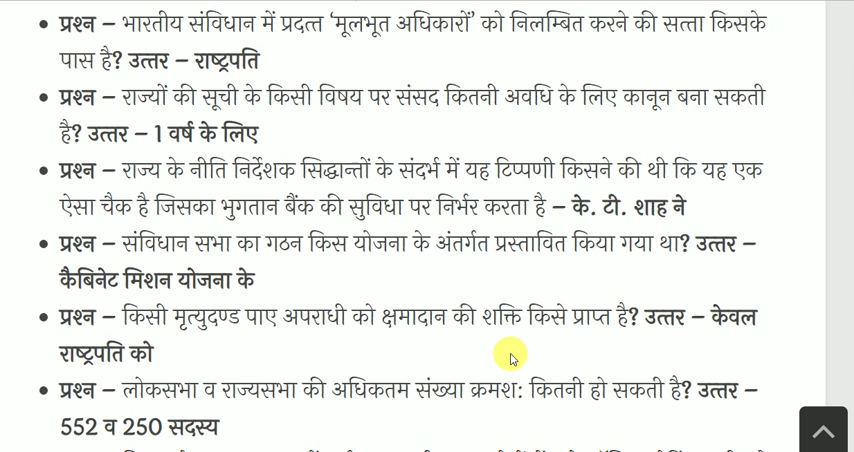 प्रश्न – भारतीय संविधान में प्रदत्त ‘मूलभूत अधिकारों’ को निलम्बित करने की सत्ता किसके
पास है? उत्तर – राष्ट्रपति
प्रश्न – राज्यों की सूची के किसी विषय पर संसद कितनी अवधि के लिए कानून बना सकती
है? उत्तर – 1 वर्ष के लिए
प्रश्न – राज्य के नीति निर्देशक सिद्धान्तों के संदर्भ में यह टिप्पणी किसने की थी कि यह एक
ऐसा चैक है जिसका भुगतान बैंक की सुविधा पर निर्भर करता है – के. टी. शाह ने
प्रश्न – संविधान सभा का गठन किस योजना के अंतर्गत प्रस्तावित किया गया था? उत्तर –
कैबिनेट मिशन योजना के
प्रश्न – किसी मृत्युदण्ड पाए अपराधी को क्षमादान की शक्ति किसे प्राप्त है? उत्तर – केवल
राष्ट्रपति को
प्रश्न – लोकसभा व राज्यसभा की अधिकतम संख्या क्रमश: कितनी हो सकती है? उत्तर –
552 व 250 सदस्य